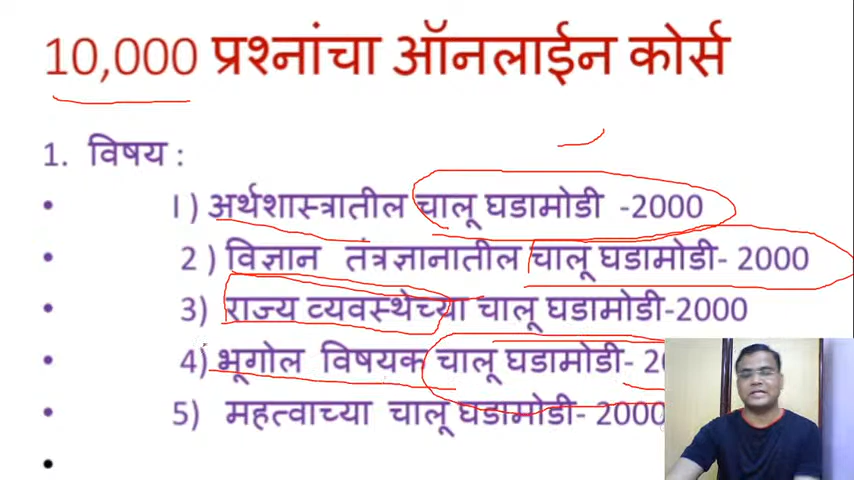 10,000 प्रश्नांचा ऑनलाईन कोर्स
1. विषय :
• 1) अर्थशास्त्रातील चालू घडामोडी -2000
• 2 ) विज्ञान तंत्रज्ञानातील चालू घडामोडी- 2000
• 3) राज्य व्यवस्थेच्या चालू घडामोडी-2000
• 4) भूगोल विषयक चालू घडामोडी-
• 5) महत्वाच्या चालू घडामोडी- 2000
•